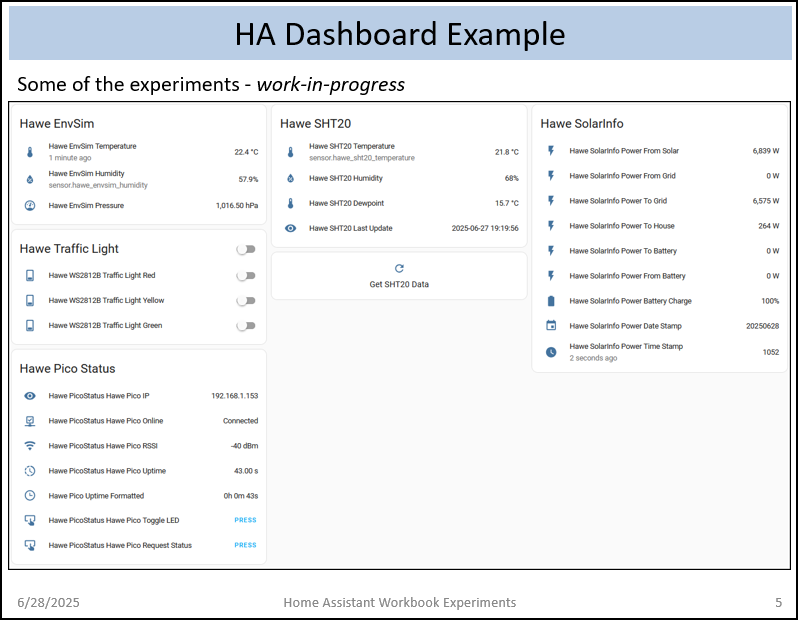 HA Dashboard Example
Some of the experiments - work-in-progress
Hawe EnvSim
Hawe EnvSim Temperature
1 minute ago
22.4 °C
Hawe EnvSim Humidity
sensor.hawe_envsim_humidity
57.9%
Hawe EnvSim Pressure
1,016.50 hPa
Hawe Traffic Light
Hawe WS2812B Traffic Light Red
Hawe WS2812B Traffic Light Yellow
Hawe WS2812B Traffic Light Green
Hawe Pico Status
Hawe PicoStatus Hawe Pico IP
192.168.1.153
Hawe PicoStatus Hawe Pico Online
Connected
Hawe PicoStatus Hawe Pico RSSI
-40 dBm
Hawe PicoStatus Hawe Pico Uptime
43.00 s
Hawe Pico Uptime Formatted
0h 0m 43s
Hawe PicoStatus Hawe Pico Toggle LED
PRESS
Hawe PicoStatus Hawe Pico Request Status
PRESS
Hawe SHT20
Hawe SHT20 Temperature
sensor.hawe_sht20_temperature
21.8 °C
Hawe SHT20 Humidity
68%
Hawe SHT20 Dewpoint
15.7 °C
Hawe SHT20 Last Update
2025-06-27 19:19:56
Get SHT20 Data
Hawe SolarInfo
Hawe SolarInfo Power From Solar
6,839 W
Hawe SolarInfo Power From Grid
0 W
Hawe SolarInfo Power To Grid
6,575 W
Hawe SolarInfo Power To House
264 W
Hawe SolarInfo Power To Battery
0 W
Hawe SolarInfo Power From Battery
0 W
Hawe SolarInfo Power Battery Charge
100%
Hawe SolarInfo Power Date Stamp
20250628
Hawe SolarInfo Power Time Stamp
2 seconds ago
1052
6/28/2025
Home Assistant Workbook Experiments
5